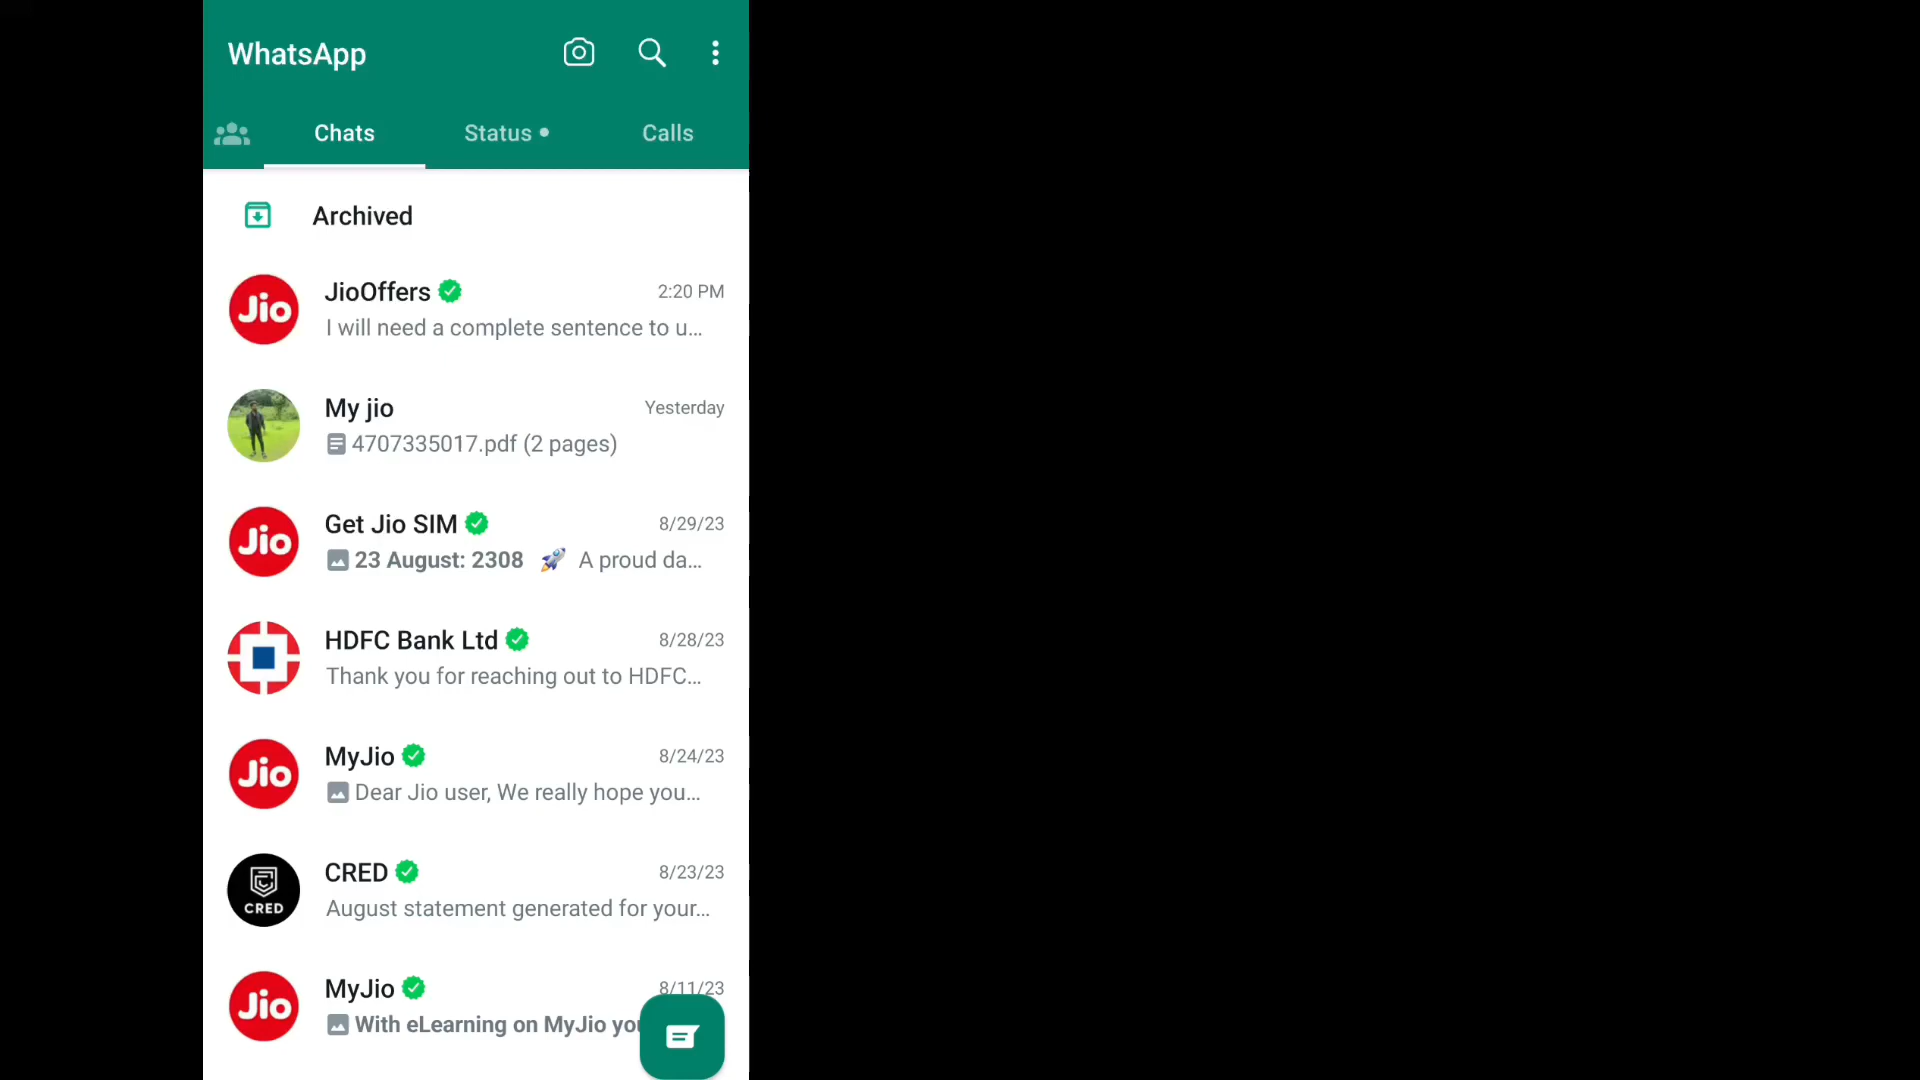 WhatsApp
Chats
Status
Calls
Archived
JioOffers
2:20 PM
I will need a complete sentence to u...
My jio
Yesterday
4707335017.pdf (2 pages)
Jio
Get Jio SIM
8/29/23
23 August: 2308 🚀 A proud da...
Jio
HDFC Bank Ltd
8/28/23
Thank you for reaching out to HDFC...
MyJio
8/24/23
Jio
Dear Jio user, We really hope you...
CRED
8/23/23
CRED
August statement generated for your...
MyJio
8/11/23
Jio
With eLearning on MyJio you
Jio